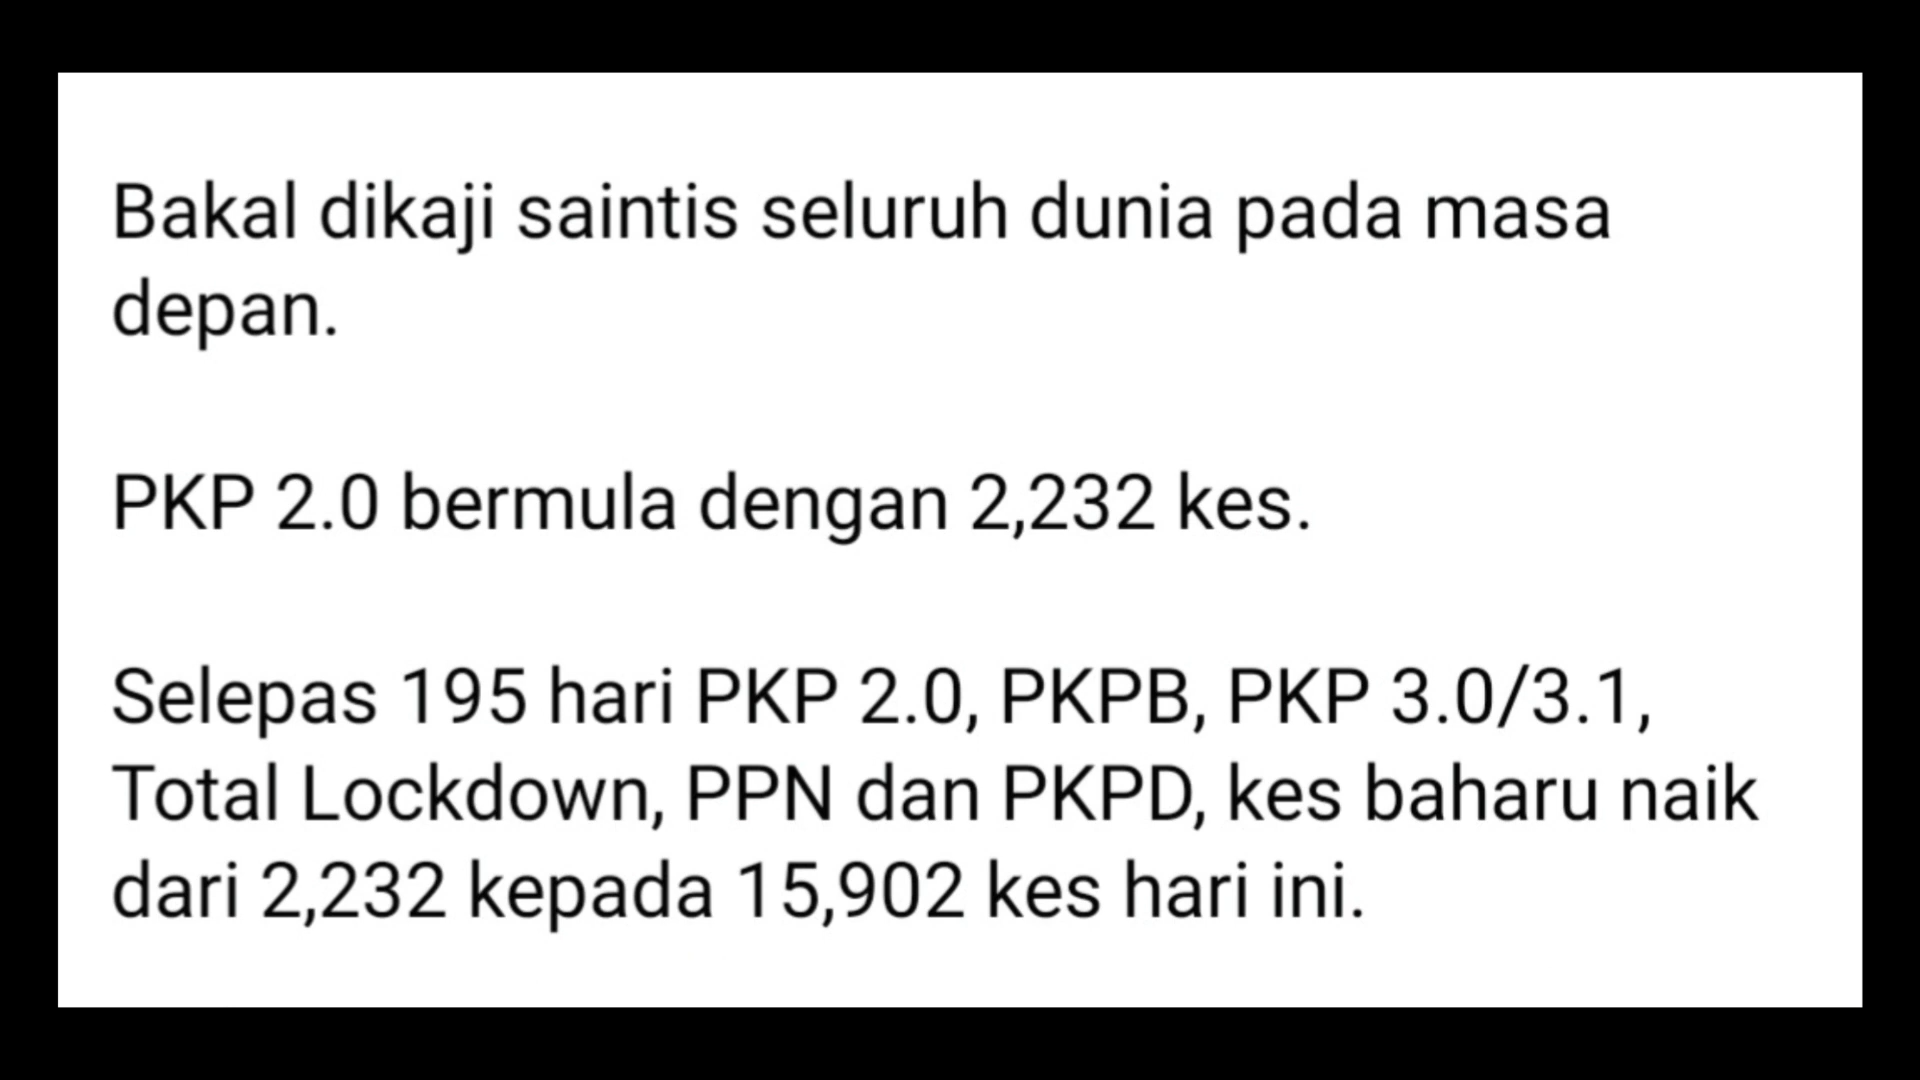 Bakal dikaji saintis seluruh dunia pada masa
depan.
PKP 2.0 bermula dengan 2,232 kes.
Selepas 195 hari PKP 2.0, PKPB, PKP 3.0/3.1,
Total Lockdown, PPN dan PKPD, kes baharu naik
dari 2,232 kepada 15,902 kes hari ini.